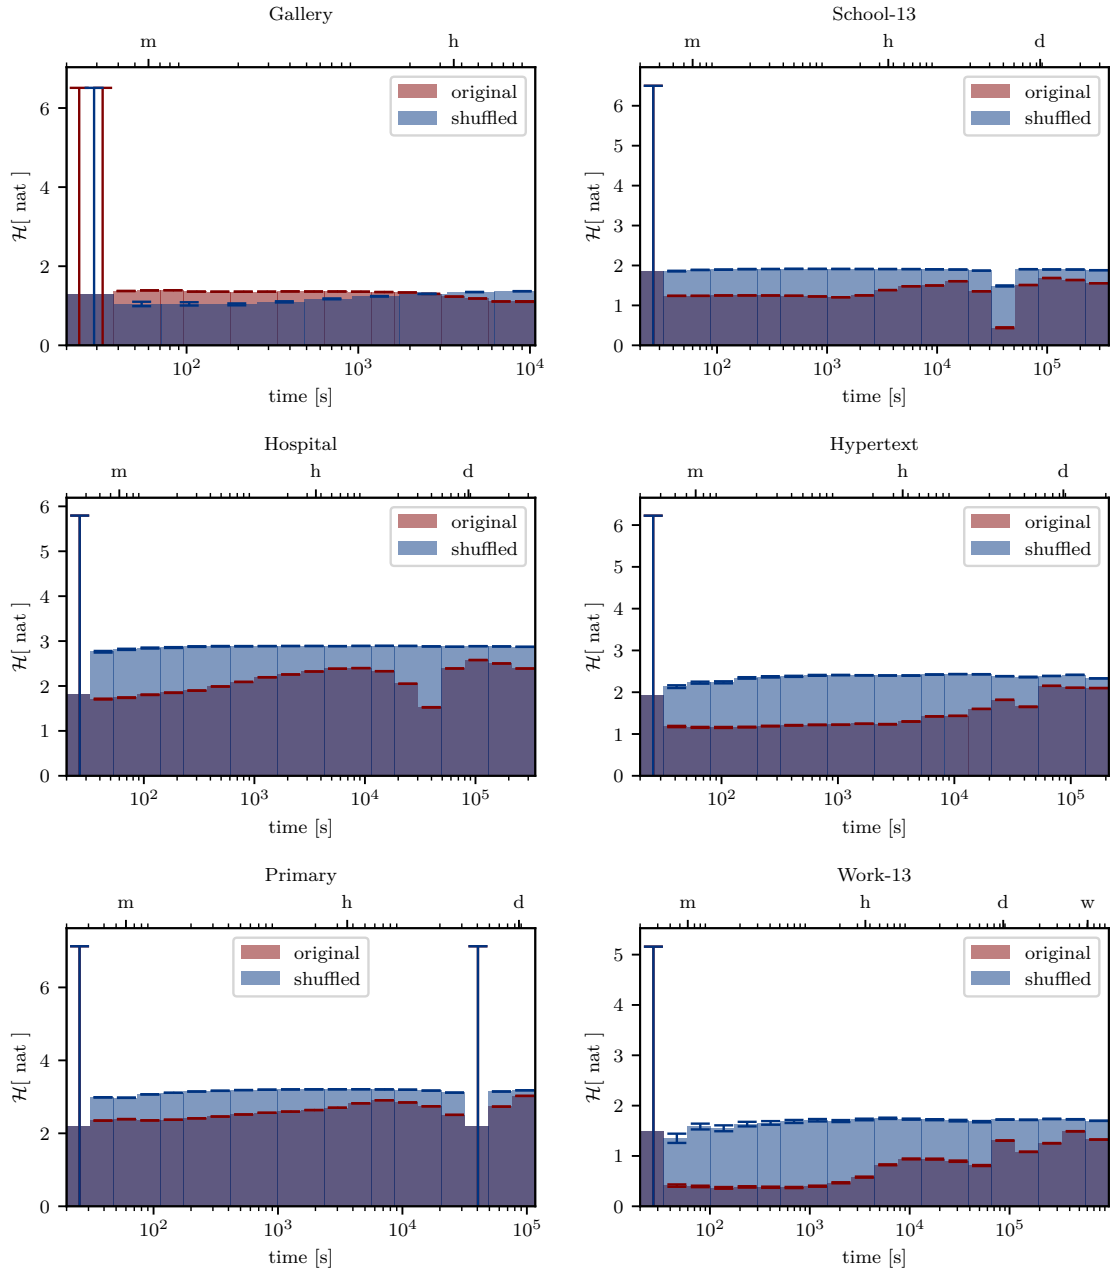 Gallery
m h
6
4
2
0
ℋ[ nat ]
original
shuffled
10² 10³ 10⁴
time [s]
School-13
m h d
6
5
4
3
2
1
0
ℋ[ nat ]
original
shuffled
10² 10³ 10⁴ 10⁵
time [s]
Hospital
m h d
6
5
4
3
2
1
0
ℋ[ nat ]
original
shuffled
10² 10³ 10⁴ 10⁵
time [s]
Hypertext
m h d
6
5
4
3
2
1
0
ℋ[ nat ]
original
shuffled
10² 10³ 10⁴ 10⁵
time [s]
Primary
m h d
6
4
2
0
ℋ[ nat ]
original
shuffled
10² 10³ 10⁴ 10⁵
time [s]
Work-13
m h d w
5
4
3
2
1
0
ℋ[ nat ]
original
shuffled
10² 10³ 10⁴ 10⁵
time [s]